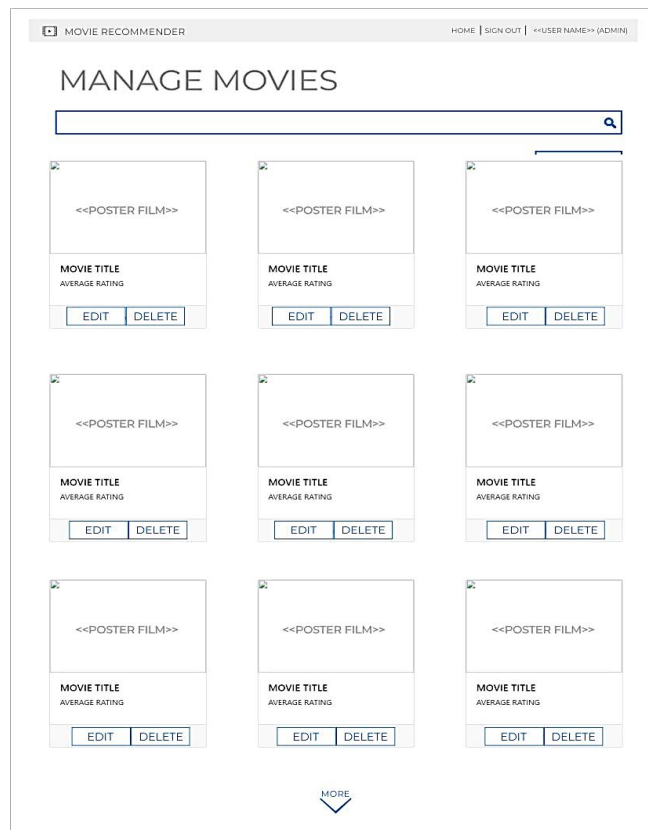 MOVIE RECOMMENDER HOME SIGN OUT <<USER NAME>> (ADMIN)
MANAGE MOVIES
<<POSTER FILM>> <<POSTER FILM>> <<POSTER FILM>>
MOVIE TITLE MOVIE TITLE MOVIE TITLE
AVERAGE RATING AVERAGE RATING AVERAGE RATING
EDIT DELETE EDIT DELETE EDIT DELETE
<<POSTER FILM>> <<POSTER FILM>> <<POSTER FILM>>
MOVIE TITLE MOVIE TITLE MOVIE TITLE
AVERAGE RATING AVERAGE RATING AVERAGE RATING
EDIT DELETE EDIT DELETE EDIT DELETE
<<POSTER FILM>> <<POSTER FILM>> <<POSTER FILM>>
MOVIE TITLE MOVIE TITLE MOVIE TITLE
AVERAGE RATING AVERAGE RATING AVERAGE RATING
EDIT DELETE EDIT DELETE EDIT DELETE
MORE